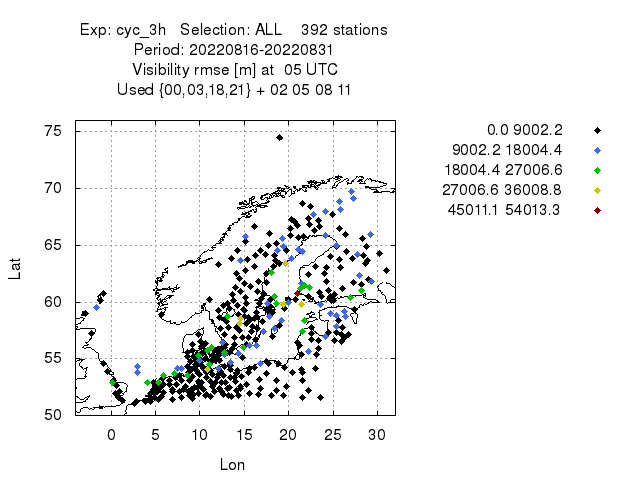 Exp: cyc_3h Selection: ALL 392 stations
Period: 20220816-20220831
Visibility rmse [m] at 05 UTC
Used {00,03,18,21} + 02 05 08 11
0.0 9002.2
9002.2 18004.4
18004.4 27006.6
27006.6 36008.8
45011.1 54013.3
75
70
65
60
55
50
Lat
0 5 10 15 20 25 30
Lon